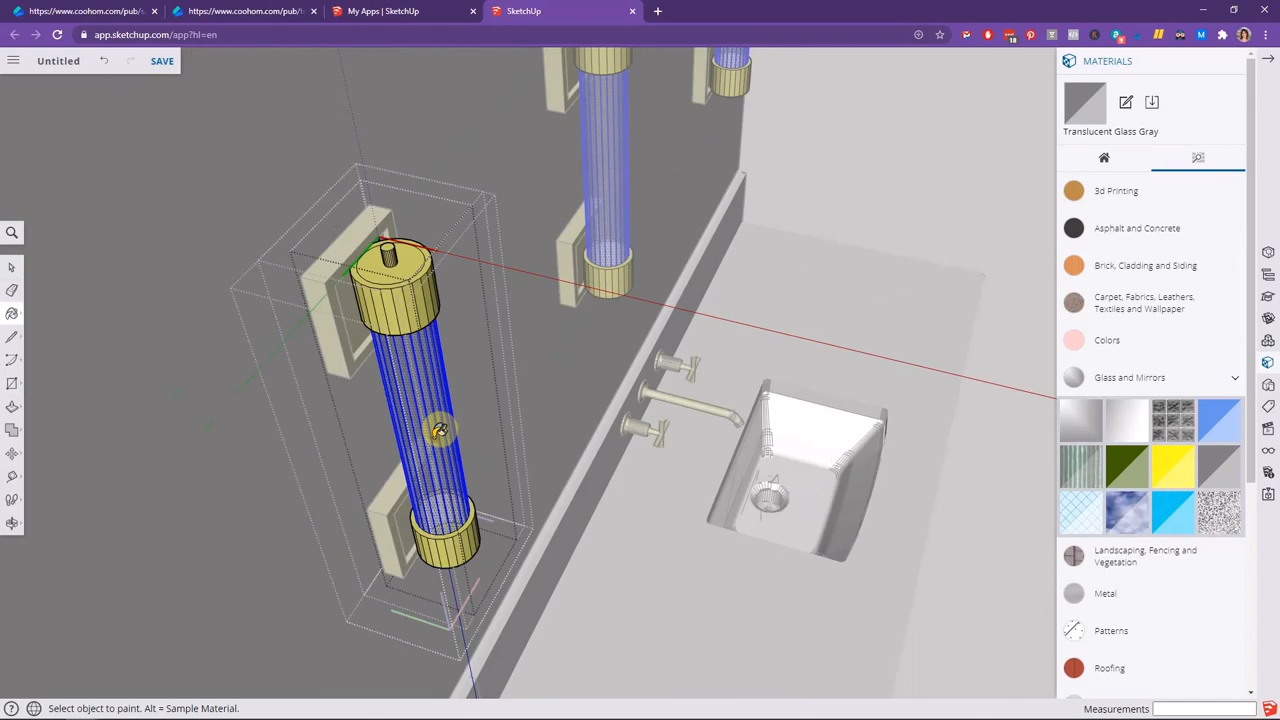 https://www.coohom.com/pub/s
https://www.coohom.com/pub/t
My Apps | SketchUp
SketchUp
app.sketchup.com/app?hl=en
18
Untitled
SAVE
MATERIALS
Translucent Glass Gray
3d Printing
Asphalt and Concrete
Brick, Cladding and Siding
Carpet, Fabrics, Leathers,
Textiles and Wallpaper
Colors
Glass and Mirrors
Landscaping, Fencing and
Vegetation
Metal
Patterns
Roofing
Select object to paint. Alt = Sample Material.
Measurements